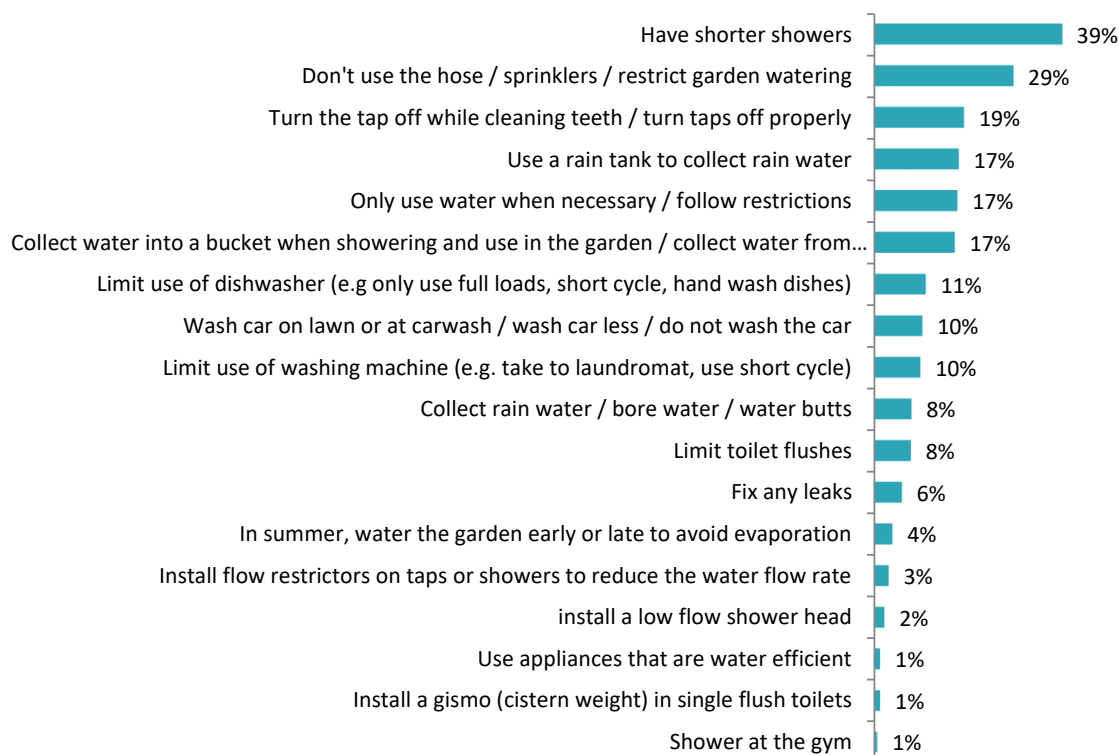 Have shorter showers 39%
Don't use the hose / sprinklers / restrict garden watering 29%
Turn the tap off while cleaning teeth / turn taps off properly 19%
Use a rain tank to collect rain water 17%
Only use water when necessary / follow restrictions 17%
Collect water into a bucket when showering and use in the garden / collect water from... 17%
Limit use of dishwasher (e.g only use full loads, short cycle, hand wash dishes) 11%
Wash car on lawn or at carwash / wash car less / do not wash the car 10%
Limit use of washing machine (e.g. take to laundromat, use short cycle) 10%
Collect rain water / bore water / water butts 8%
Limit toilet flushes 8%
Fix any leaks 6%
In summer, water the garden early or late to avoid evaporation 4%
Install flow restrictors on taps or showers to reduce the water flow rate 3%
install a low flow shower head 2%
Use appliances that are water efficient 1%
Install a gismo (cistern weight) in single flush toilets 1%
Shower at the gym 1%